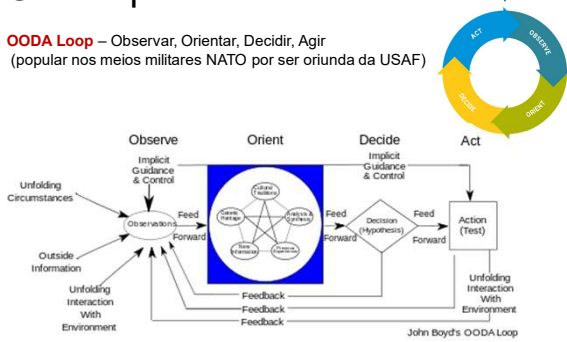 OODA Loop – Observar, Orientar, Decidir, Agir
(popular nos meios militares NATO por ser oriunda da USAF)
ACT
OBSERVE
DECIDE
ORIENT
Observe
Orient
Decide
Act
Implicit
Guidance
& Control
Implicit
Guidance
& Control
Unfolding
Circumstances
Observations
Feed
Forward
Cultural
Traditions
Genetic
Heritage
Analysis &
Synthesis
New
Information
Previous
Experience
Feed
Forward
Decision
(Hypothesis)
Feed
Forward
Action
(Test)
Outside
Information
Unfolding
Interaction
With
Environment
Unfolding
Interaction
With
Environment
Feedback
Feedback
Feedback
John Boyd's OODA Loop